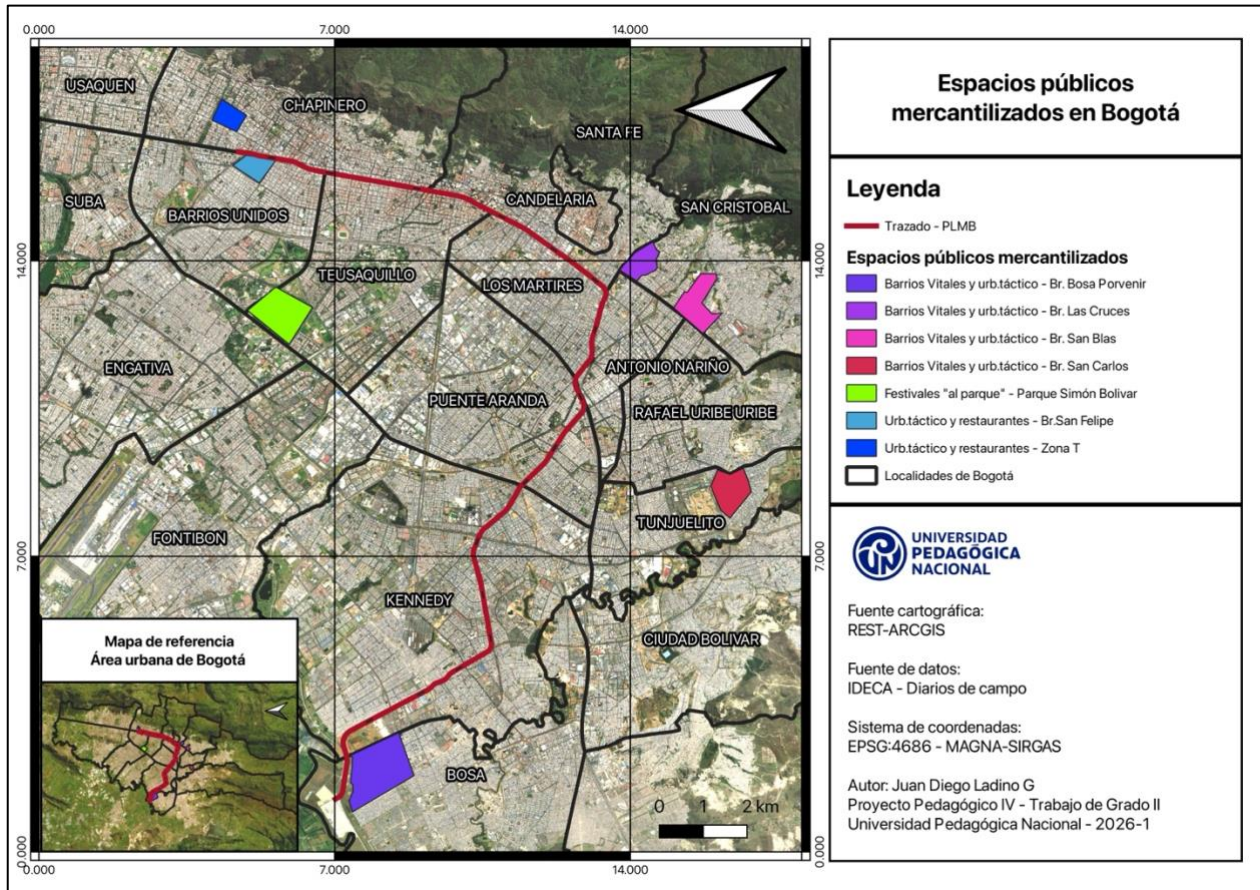 0.000
7.000
14.000
USAQUEN
CHAPINERO
SANTA FE
SUBA
BARRIOS UNIDOS
CANDELARIA
SAN CRISTOBAL
14.000
14.000
TEUSAQUILLO
LOS MARTIRES
ENGATIVA
ANTONIO NARIÑO
PUENTE ARANDA
RAFAEL URIBE URIBE
TUNJUELITO
FONTIBON
7.000
7.000
KENNEDY
CIUDAD BOLIVAR
Mapa de referencia
Área urbana de Bogotá
BOSA
0 1 2 km
0.000
0.000
0.000
7.000
14.000
Espacios públicos
mercantilizados en Bogotá
Leyenda
Trazado - PLMB
Espacios públicos mercantilizados
Barrios Vitales y urb.táctico - Br. Bosa Porvenir
Barrios Vitales y urb.táctico - Br. Las Cruces
Barrios Vitales y urb.táctico - Br. San Blas
Barrios Vitales y urb.táctico - Br. San Carlos
Festivales "al parque" - Parque Simón Bolivar
Urb.táctico y restaurantes - Br.San Felipe
Urb.táctico y restaurantes - Zona T
Localidades de Bogotá
UNIVERSIDAD
PEDAGÓGICA
NACIONAL
Fuente cartográfica:
REST-ARCGIS
Fuente de datos:
IDECA - Diarios de campo
Sistema de coordenadas:
EPSG:4686 - MAGNA-SIRGAS
Autor: Juan Diego Ladino G
Proyecto Pedagógico IV - Trabajo de Grado II
Universidad Pedagógica Nacional - 2026-1